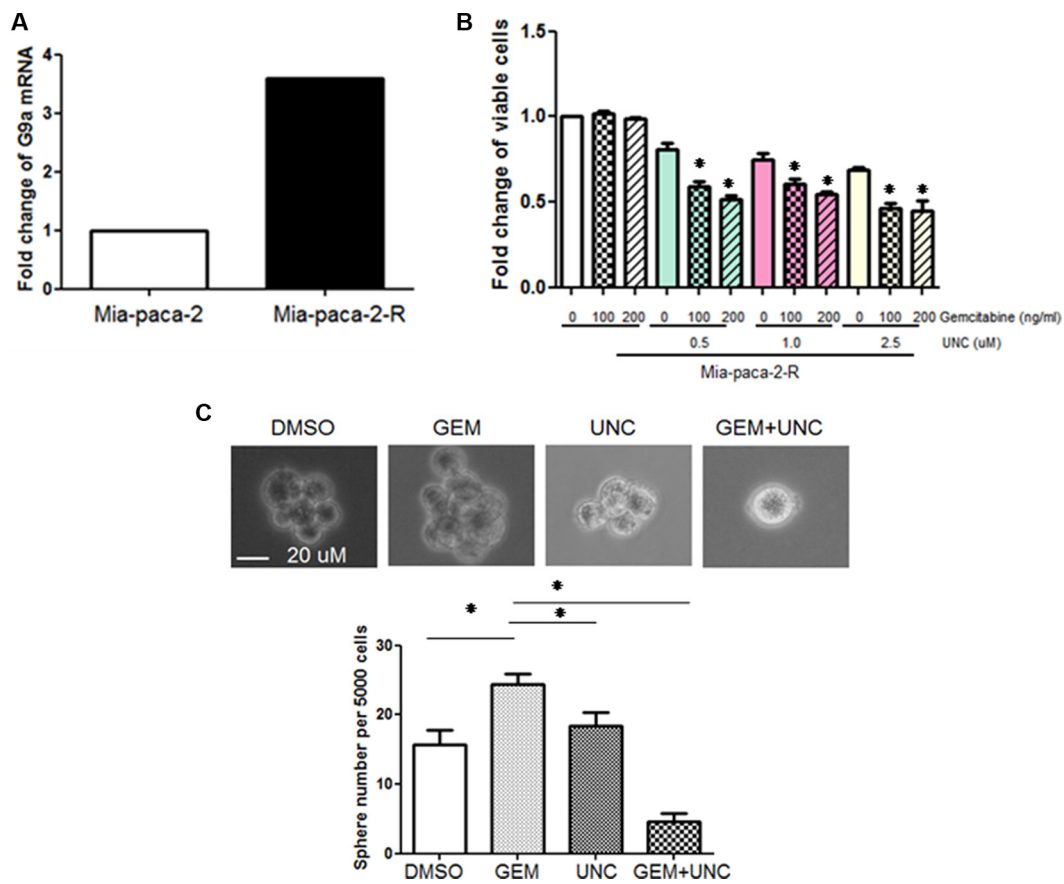 A
Fold change of G9a mRNA
4
3
2
1
0
Mia-paca-2 Mia-paca-2-R
B
Fold change of viable cells
1.5
1.0
0.5
0.0
* * * * * *
0 100 200 0 100 200 0 100 200 0 100 200 Gemcitabine (ng/ml)
0.5 1.0 2.5 UNC (uM)
Mia-paca-2-R
C
DMSO GEM UNC GEM+UNC
20 uM
* * *
Sphere number per 5000 cells
30
20
10
0
DMSO GEM UNC GEM+UNC